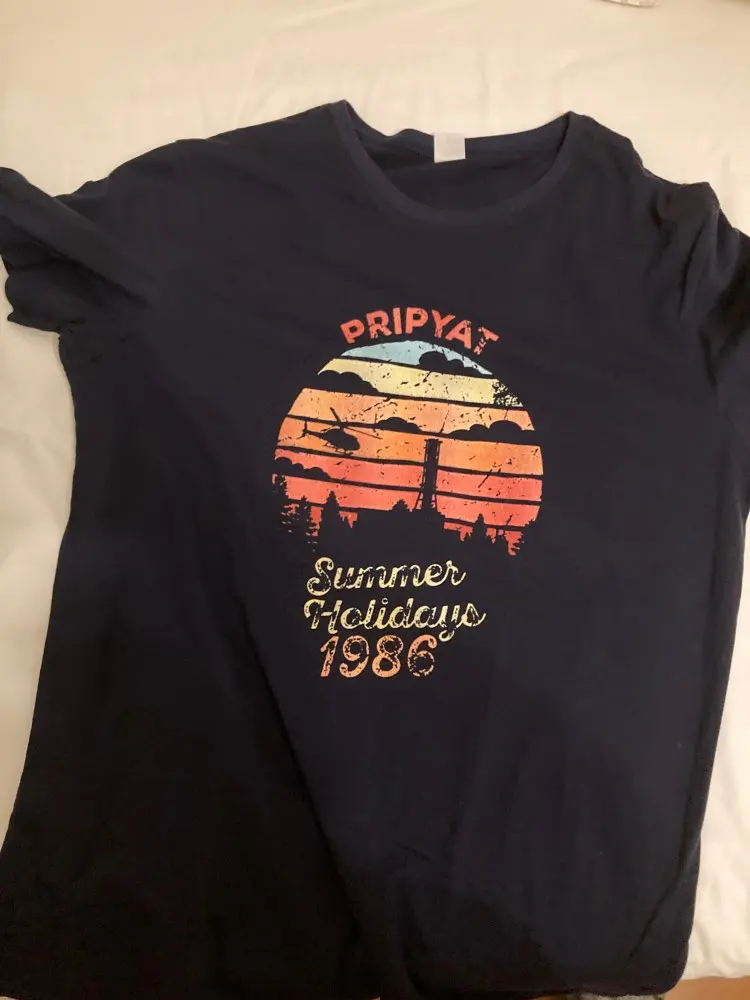 PRIPYAT
Summer
Holidays
1986